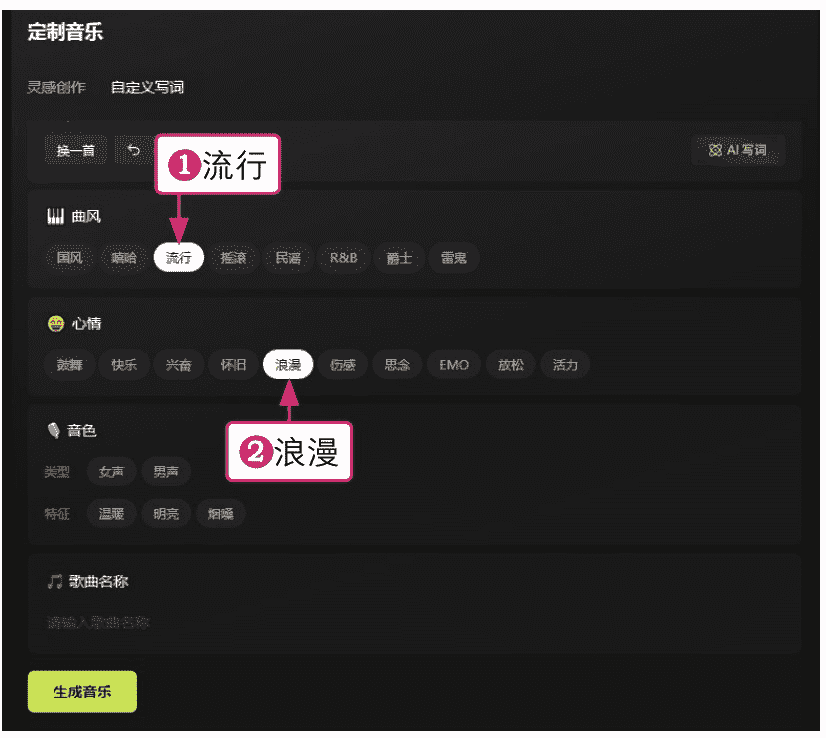 定制音乐
灵感创作 自定义写词
换一首 AI 写词
❶流行
曲风
国风 嘻哈 流行 摇滚 民谣 R&B 爵士 雷鬼
心情
鼓舞 快乐 兴奋 怀旧 浪漫 伤感 思念 EMO 放松 活力
❷浪漫
音色
类型 女声 男声
特征 温暖 明亮 烟嗓
歌曲名称
请输入歌曲名称
生成音乐